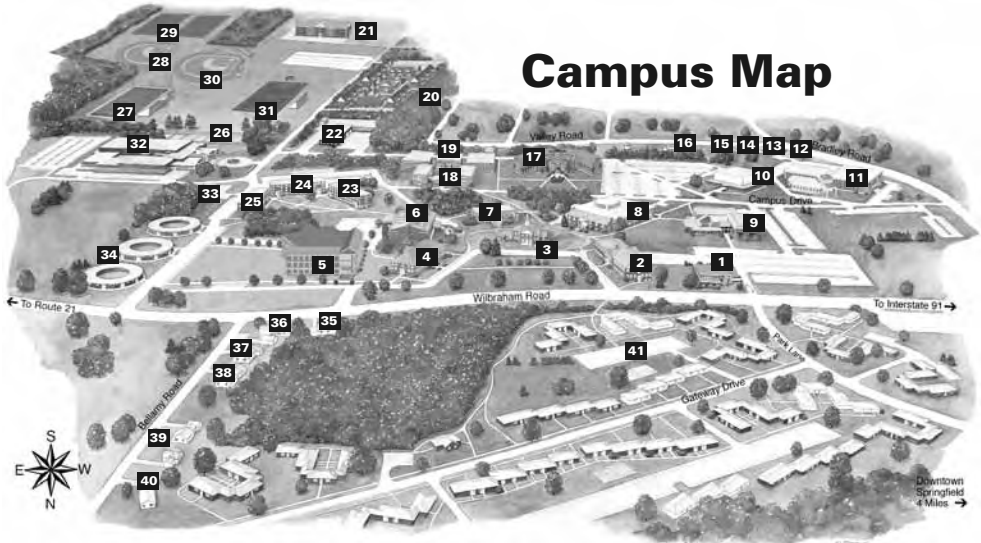 Campus Map
29
21
28
30
20
27
31
26
22
32
Valley Road
16
15
14
13
12
Bradley Road
19
17
18
10
11
33
24
23
25
Campus Drive
6
7
8
9
34
5
4
3
2
1
← To Route 21
Wilbraham Road
To Interstate 91 →
36
35
37
38
41
Park Lane
Bellamy Road
Gateway Drive
39
40
S
E W
N
Downtown
Springfield
4 Miles →